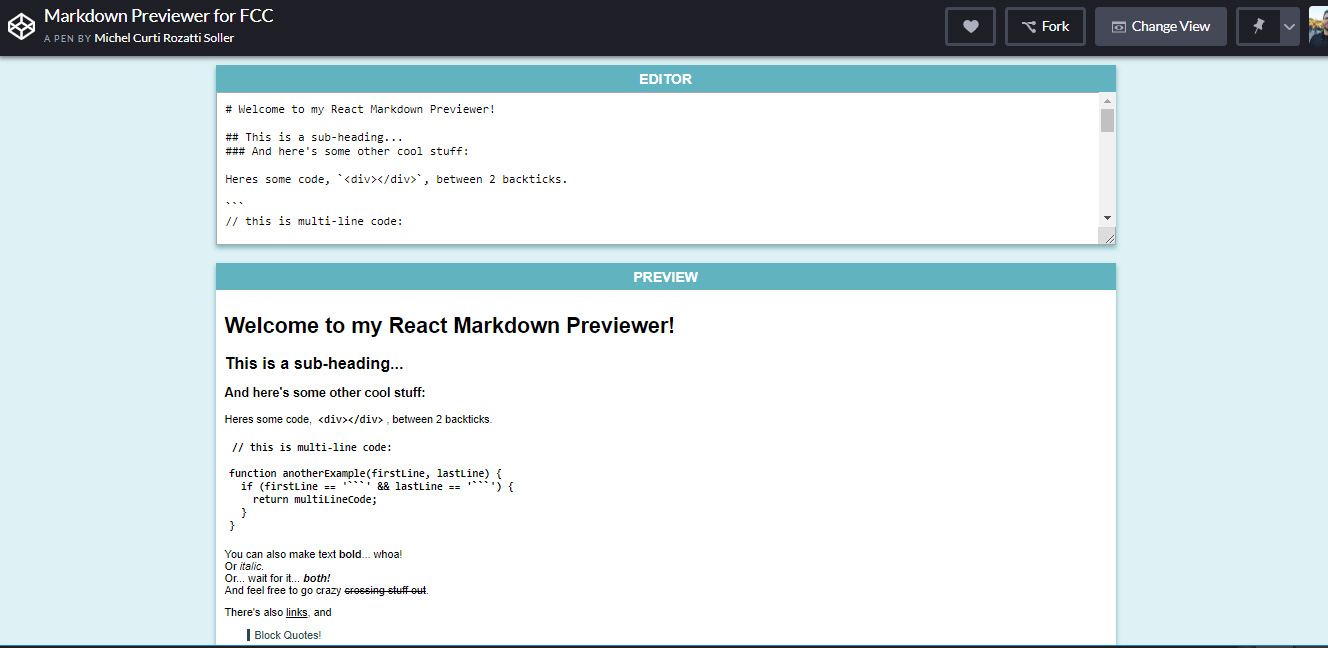 Markdown Previewer for FCC
A PEN BY Michel Curti Rozatti Soller
Fork
Change View
EDITOR
# Welcome to my React Markdown Previewer!
## This is a sub-heading...
### And here's some other cool stuff:
Heres some code, `<div></div>`, between 2 backticks.
```
// this is multi-line code:
PREVIEW
Welcome to my React Markdown Previewer!
This is a sub-heading...
And here's some other cool stuff:
Heres some code, <div></div> , between 2 backticks.
// this is multi-line code:
function anotherExample(firstLine, lastLine) {
if (firstLine == '```' && lastLine == '```') {
return multiLineCode;
}
}
You can also make text bold... whoa!
Or italic.
Or... wait for it... both!
And feel free to go crazy crossing stuff out.
There's also links, and
Block Quotes!